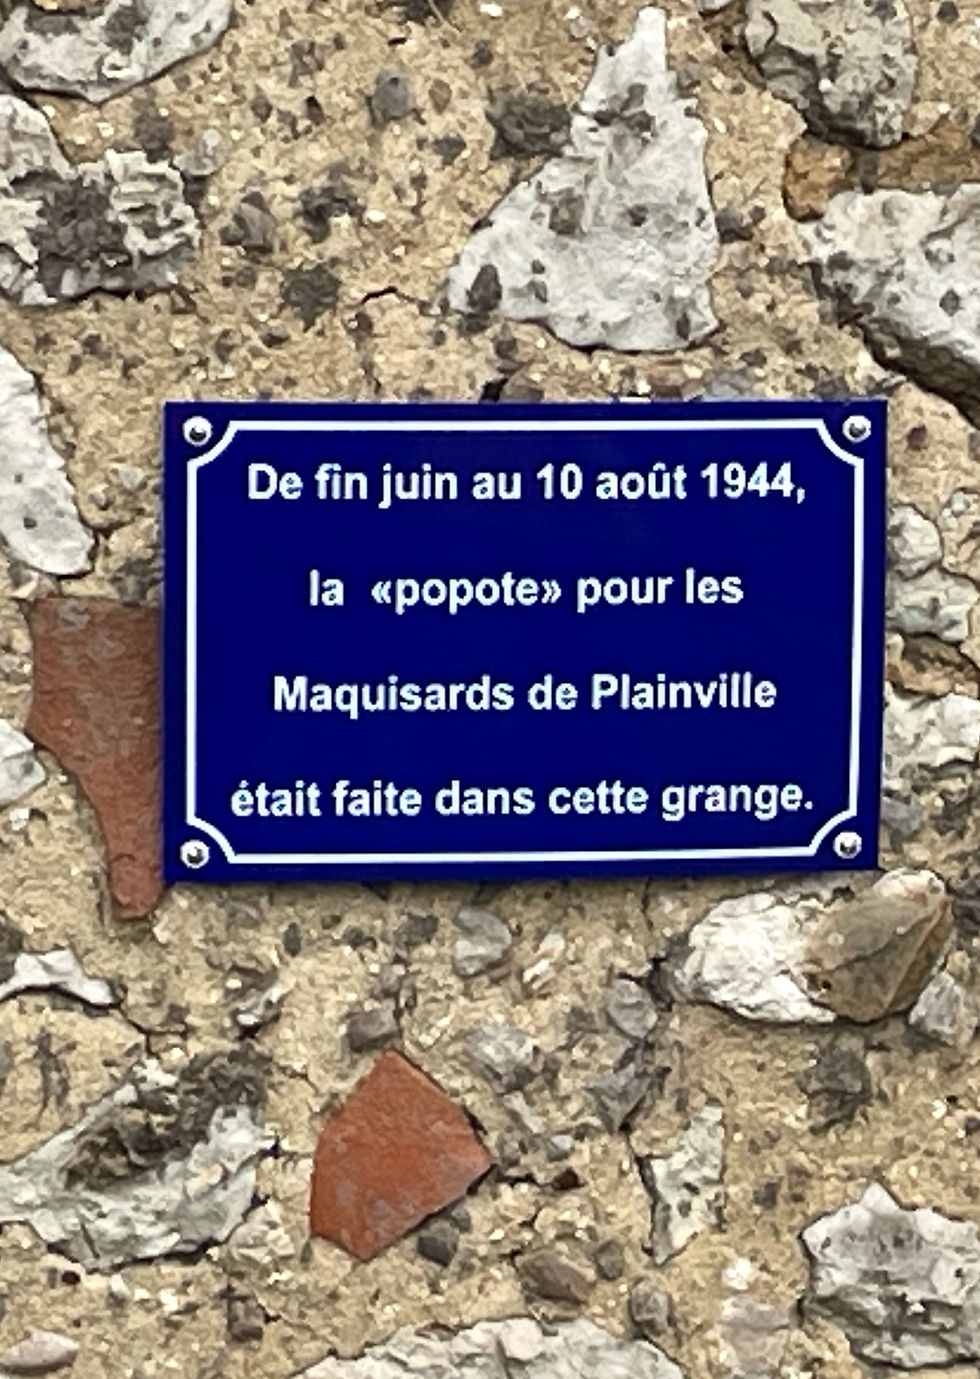 De fin juin au 10 août 1944,
la «popote» pour les
Maquisards de Plainville
était faite dans cette grange.